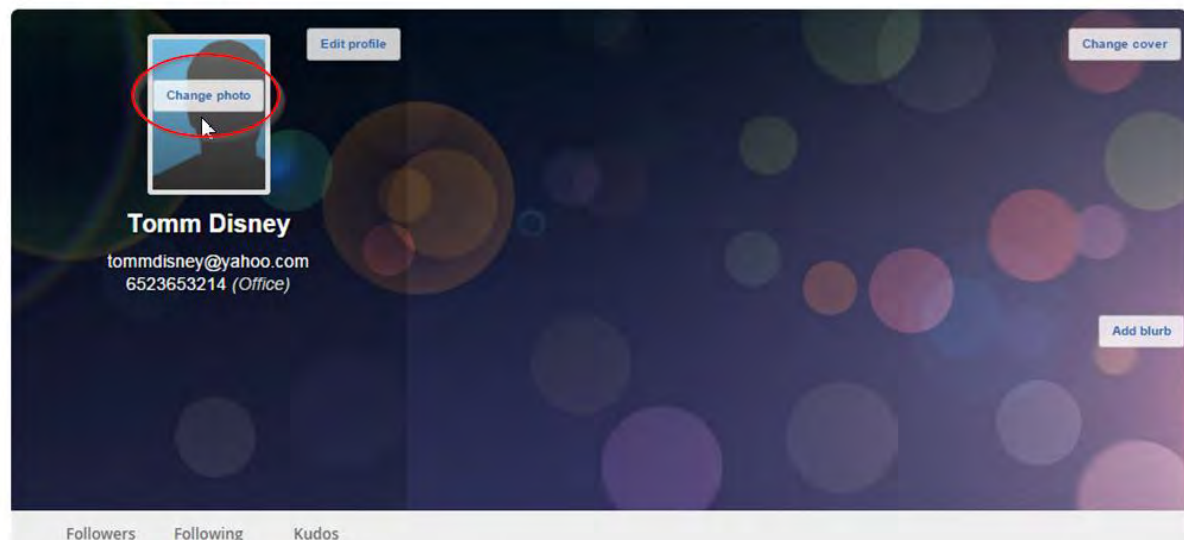 Edit profile
Change cover
Change photo
Tomm Disney
tommdisney@yahoo.com
6523653214 (Office)
Add blurb
Followers Following Kudos